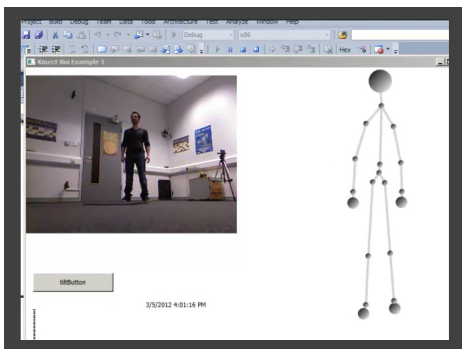 Project Build Debug Team Data Tools Architecture Test Analyze Window Help
Debug x86
Hex
Kinect
Example 1
tiltButton
3/5/2012 4:01:16 PM